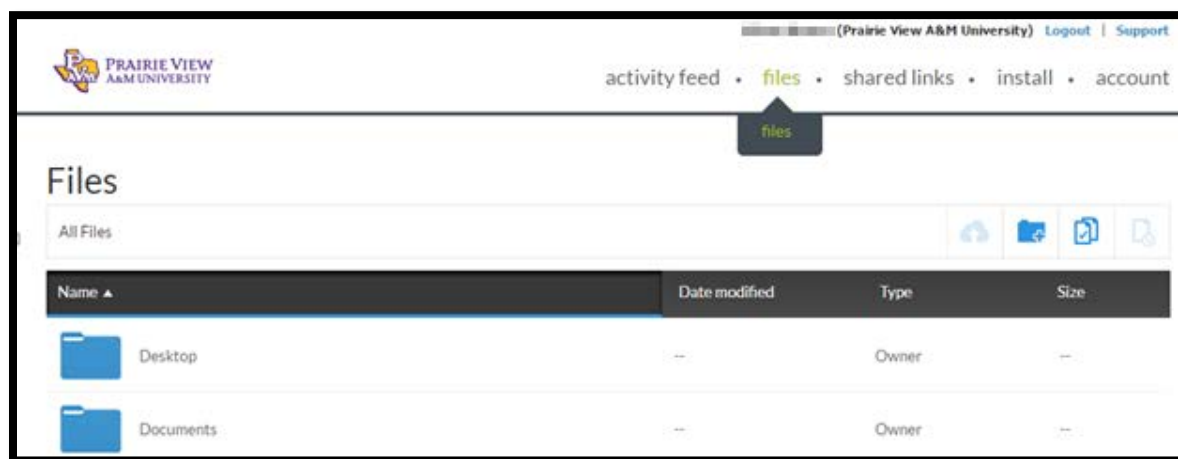 (Prairie View A&M University) Logout | Support
PRAIRIE VIEW
A&M UNIVERSITY
activity feed • files • shared links • install • account
files
Files
All Files
Name ▲ Date modified Type Size
Desktop -- Owner --
Documents -- Owner --